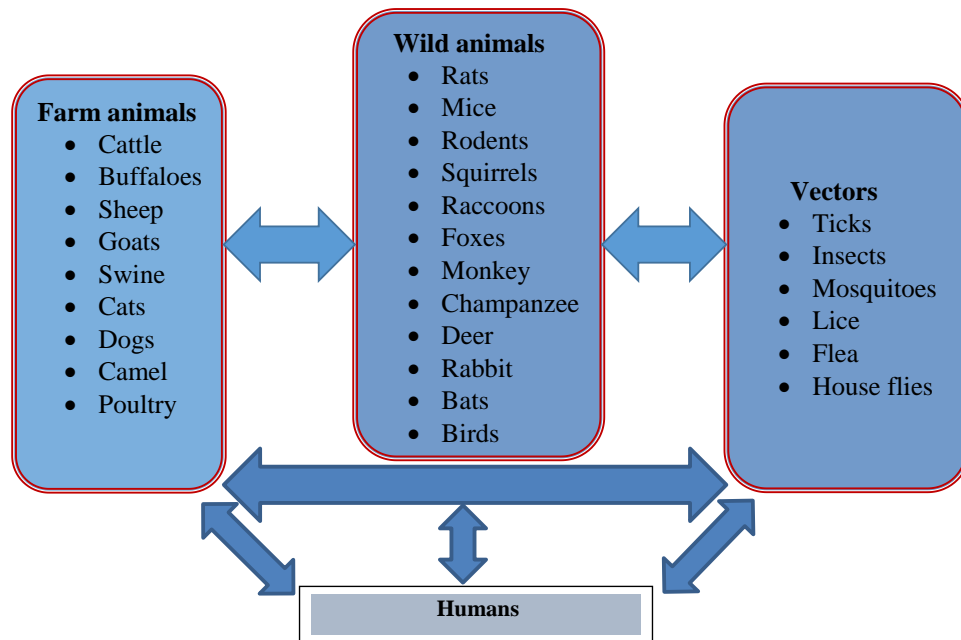 Farm animals
• Cattle
• Buffaloes
• Sheep
• Goats
• Swine
• Cats
• Dogs
• Camel
• Poultry
Wild animals
• Rats
• Mice
• Rodents
• Squirrels
• Raccoons
• Foxes
• Monkey
• Champanzee
• Deer
• Rabbit
• Bats
• Birds
Vectors
• Ticks
• Insects
• Mosquitoes
• Lice
• Flea
• House flies
Humans